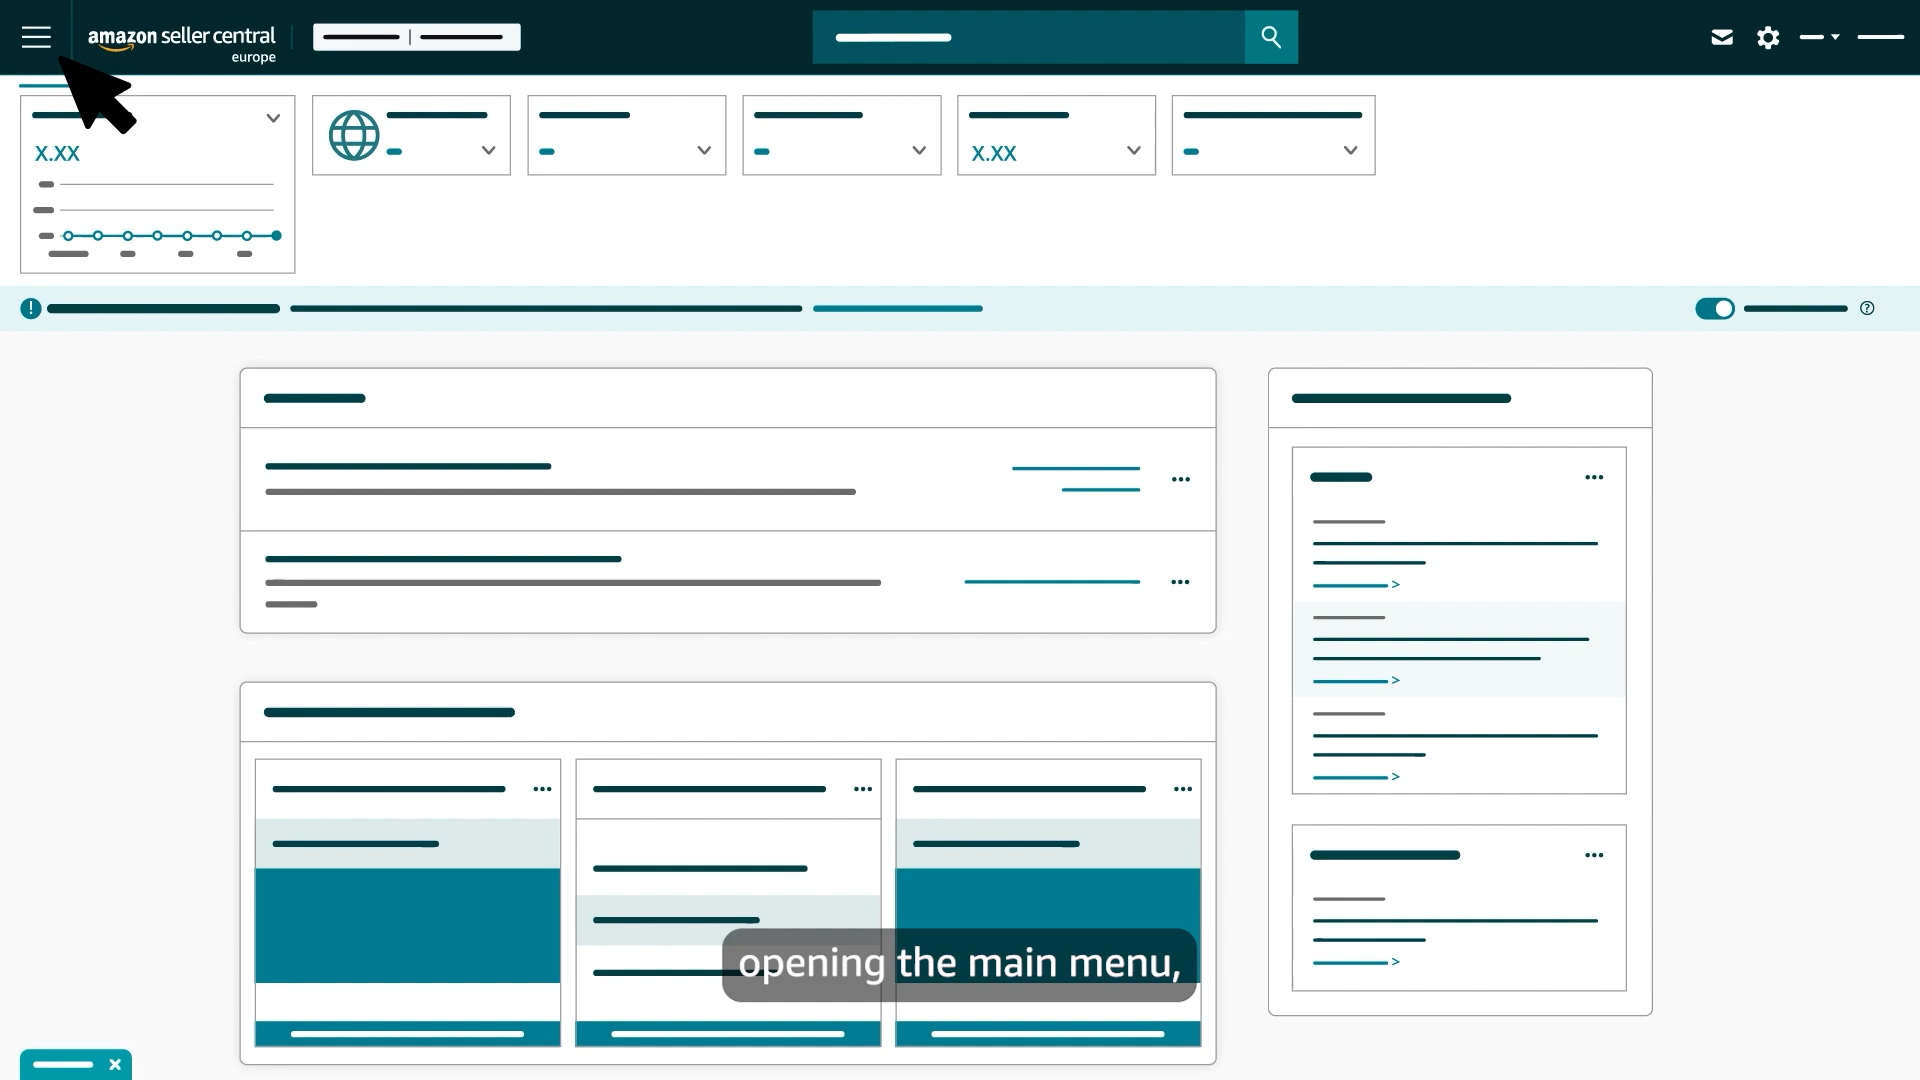 amazon seller central
europe
X.XX
X.XX
opening the main menu,